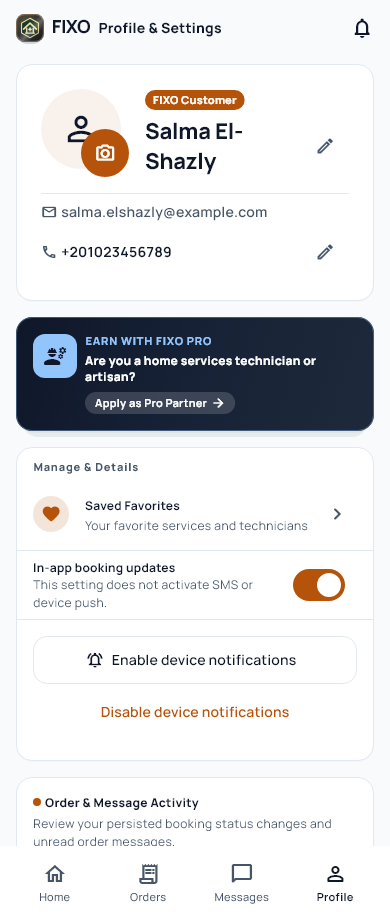 FIXO Profile & Settings
FIXO Customer
Salma El-
Shazly
salma.elshazly@example.com
+201023456789
EARN WITH FIXO PRO
Are you a home services technician or
artisan?
Apply as Pro Partner →
Manage & Details
Saved Favorites
Your favorite services and technicians
In-app booking updates
This setting does not activate SMS or
device push.
Enable device notifications
Disable device notifications
Order & Message Activity
Review your persisted booking status changes and
unread order messages.
Home Orders Messages Profile